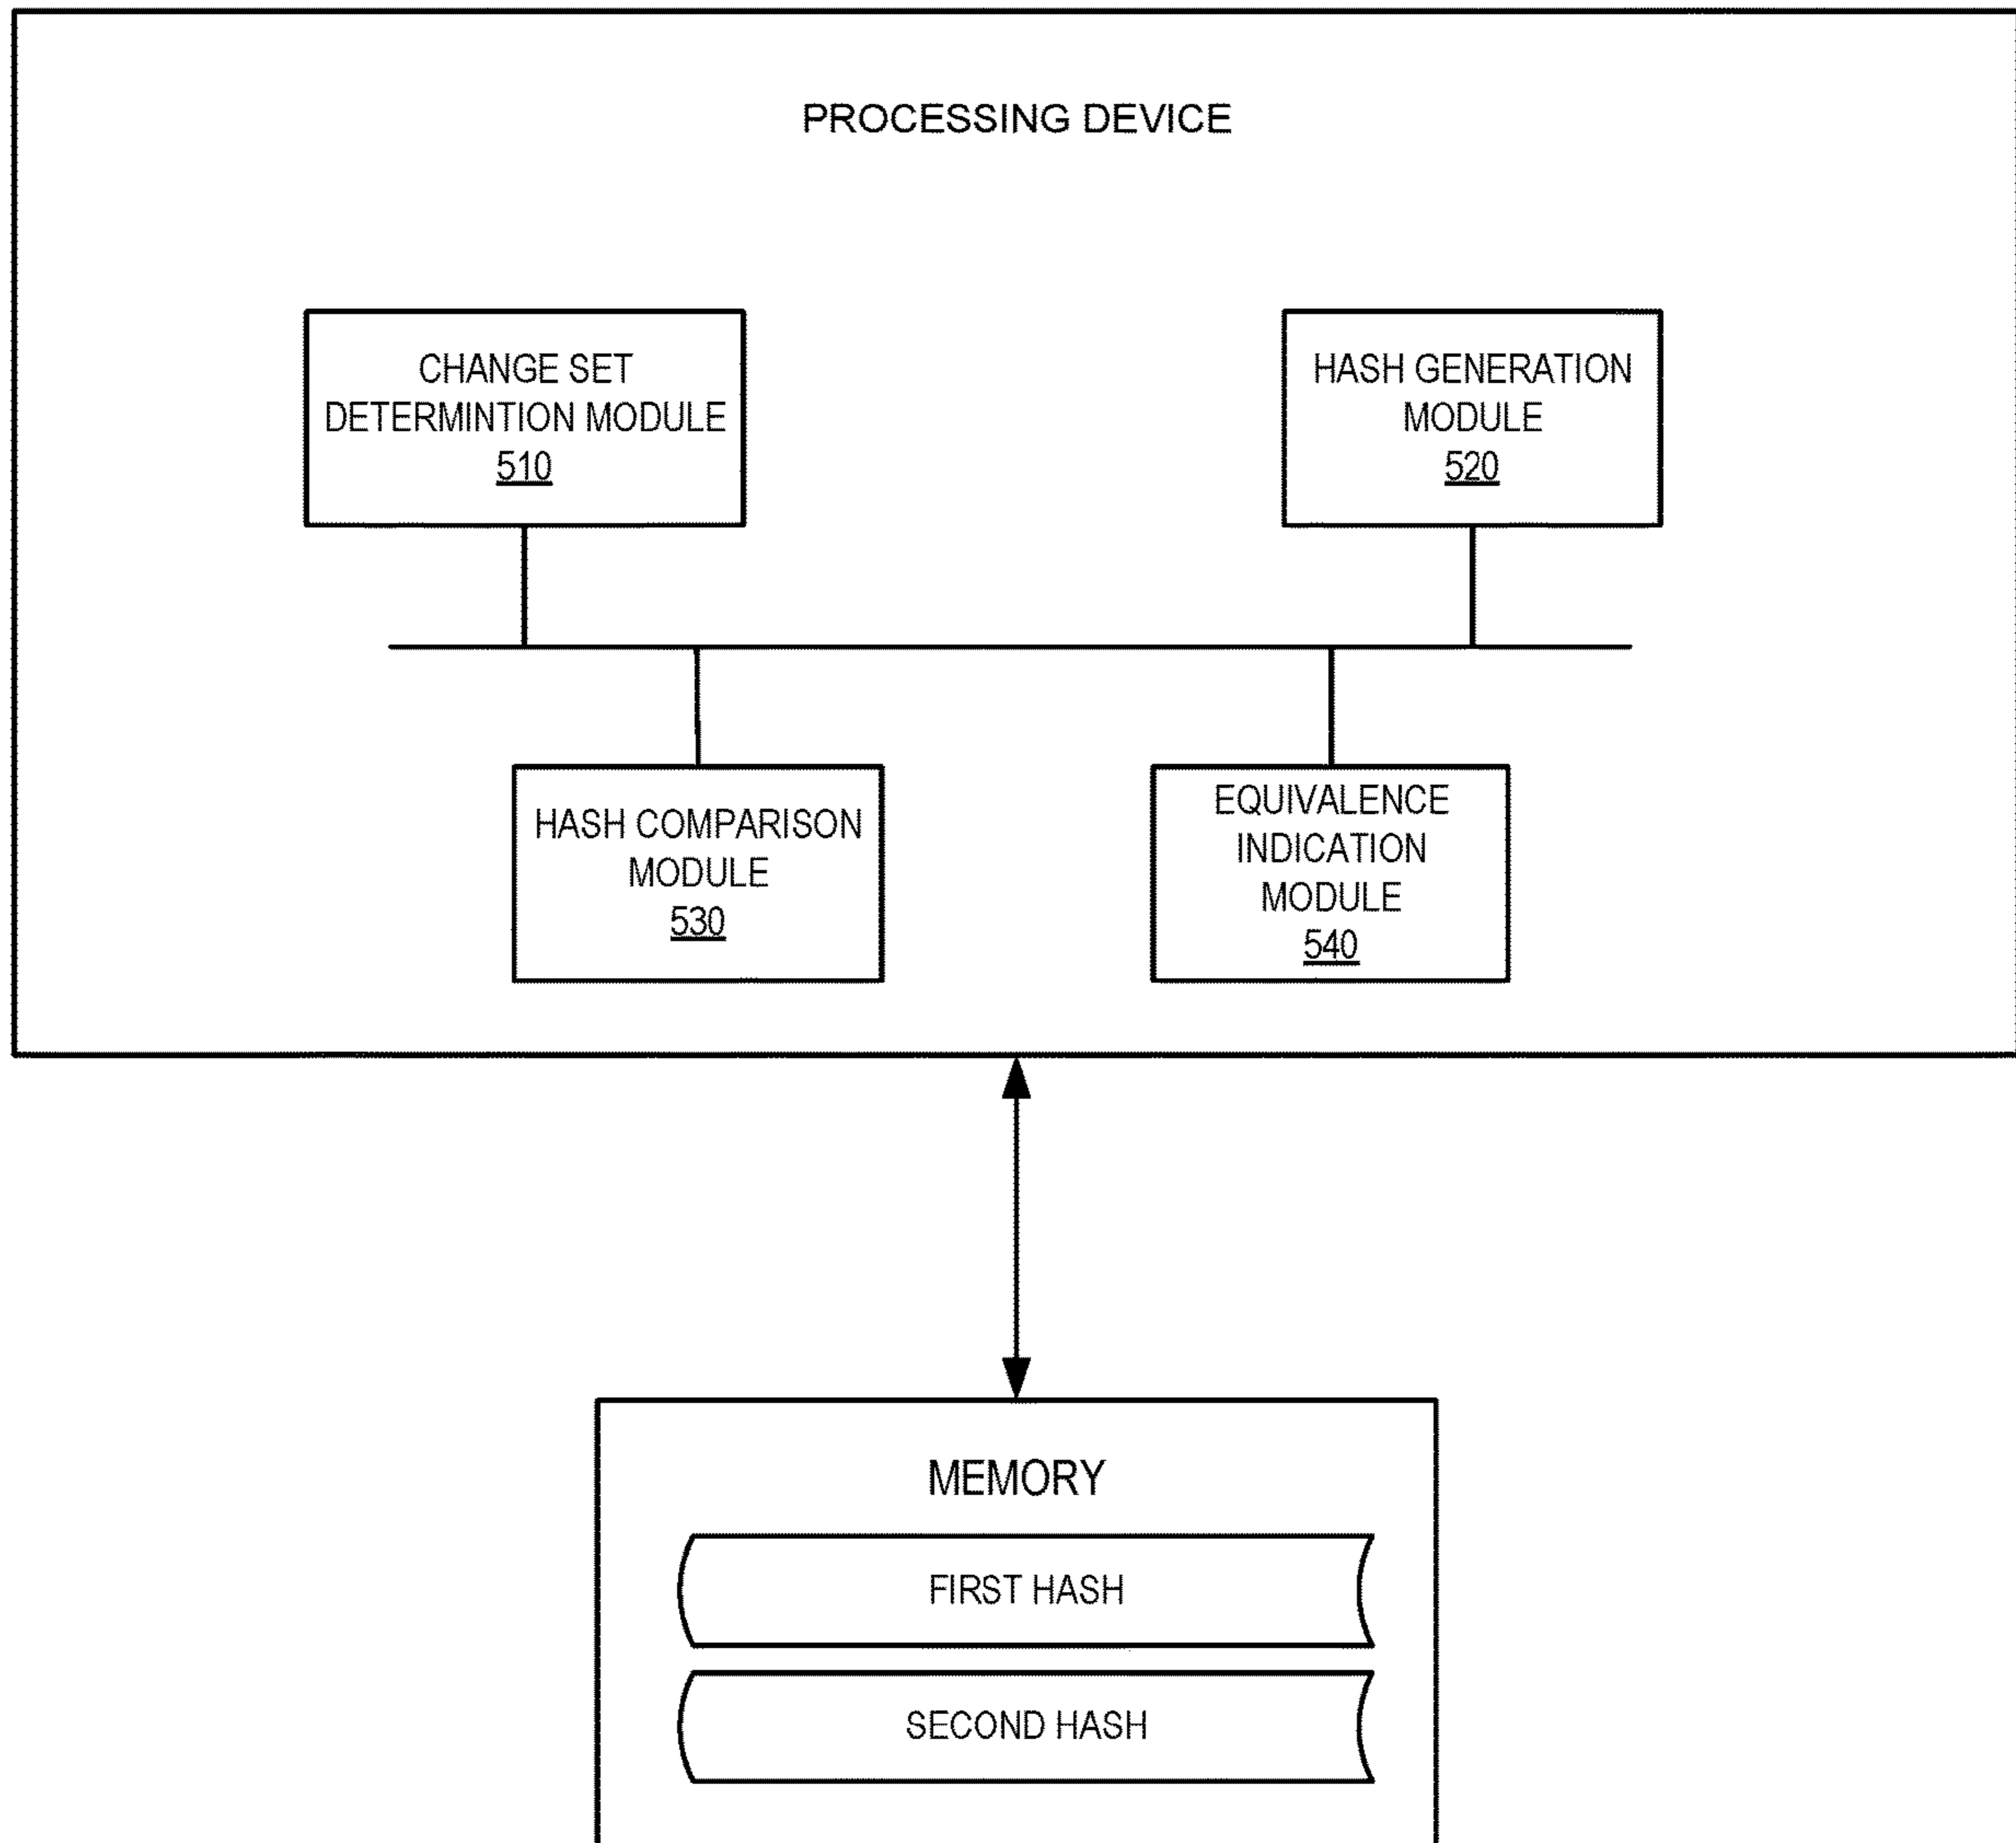 PROCESSING DEVICE
CHANGE SET
DETERMINTION MODULE
510
HASH GENERATION
MODULE
520
HASH COMPARISON
MODULE
530
EQUIVALENCE
INDICATION
MODULE
540
MEMORY
FIRST HASH
SECOND HASH